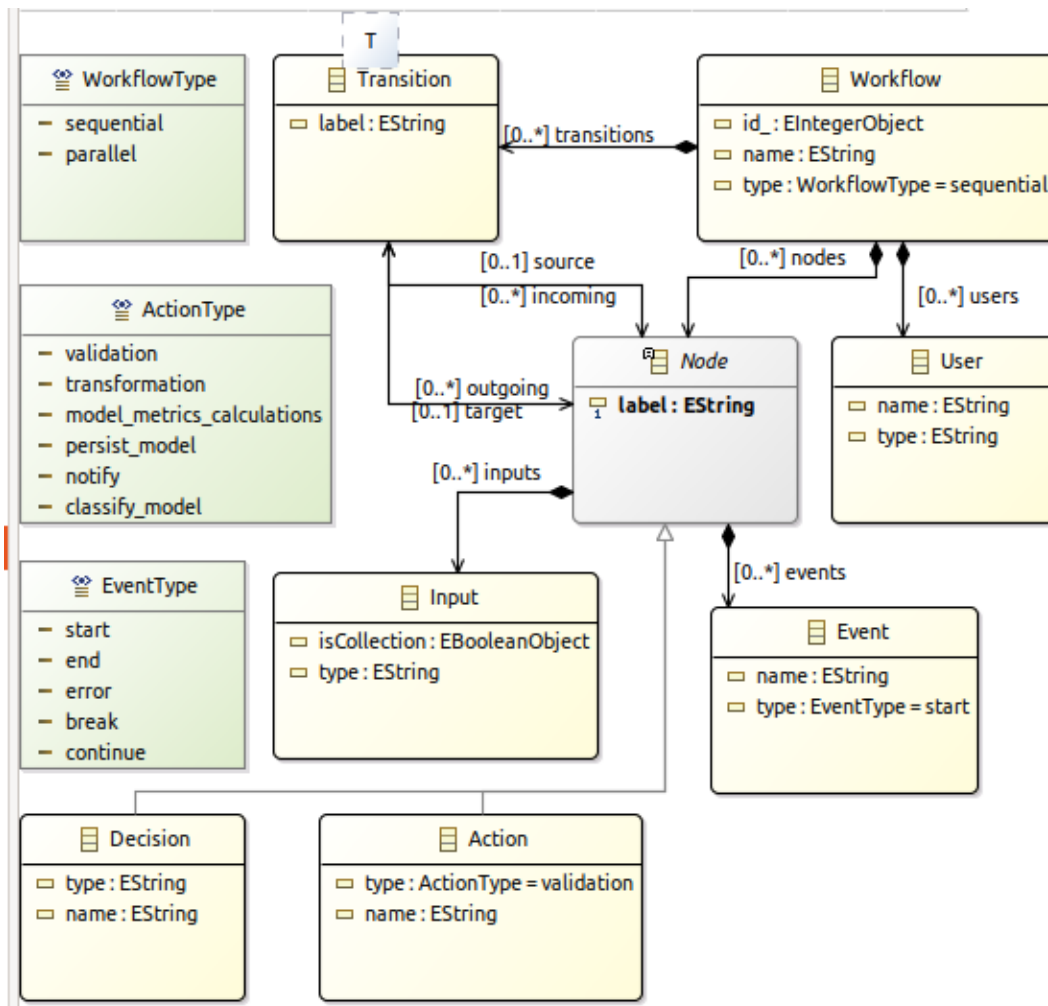 T
WorkflowType
sequential
parallel
Transition
label : EString
[0..*] transitions
Workflow
id_ : EIntegerObject
name : EString
type : WorkflowType = sequential
[0..1] source
[0..*] incoming
[0..*] nodes
[0..*] users
ActionType
validation
transformation
model_metrics_calculations
persist_model
notify
classify_model
[0..*] outgoing
[0..1] target
Node
1 label : EString
User
name : EString
type : EString
[0..*] inputs
[0..*] events
EventType
start
end
error
break
continue
Input
isCollection : EBooleanObject
type : EString
Event
name : EString
type : EventType = start
Decision
type : EString
name : EString
Action
type : ActionType = validation
name : EString